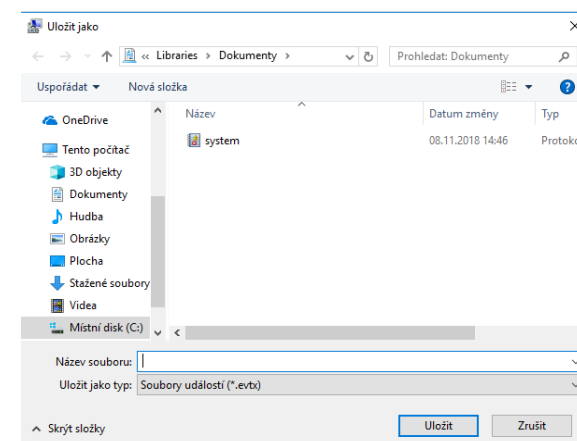 Uložit jako
« Libraries › Dokumenty ›
Prohledat: Dokumenty
Uspořádat
Nová složka
Název
Datum změny
Typ
system
08.11.2018 14:46
OneDrive
Tento počítač
3D objekty
Dokumenty
Hudba
Obrázky
Plocha
Stažené soubory
Videa
Místní disk (C:)
Název souboru:
Uložit jako typ: Soubory událostí (*.evtx)
Skrýt složky
Uložit
Zrušit